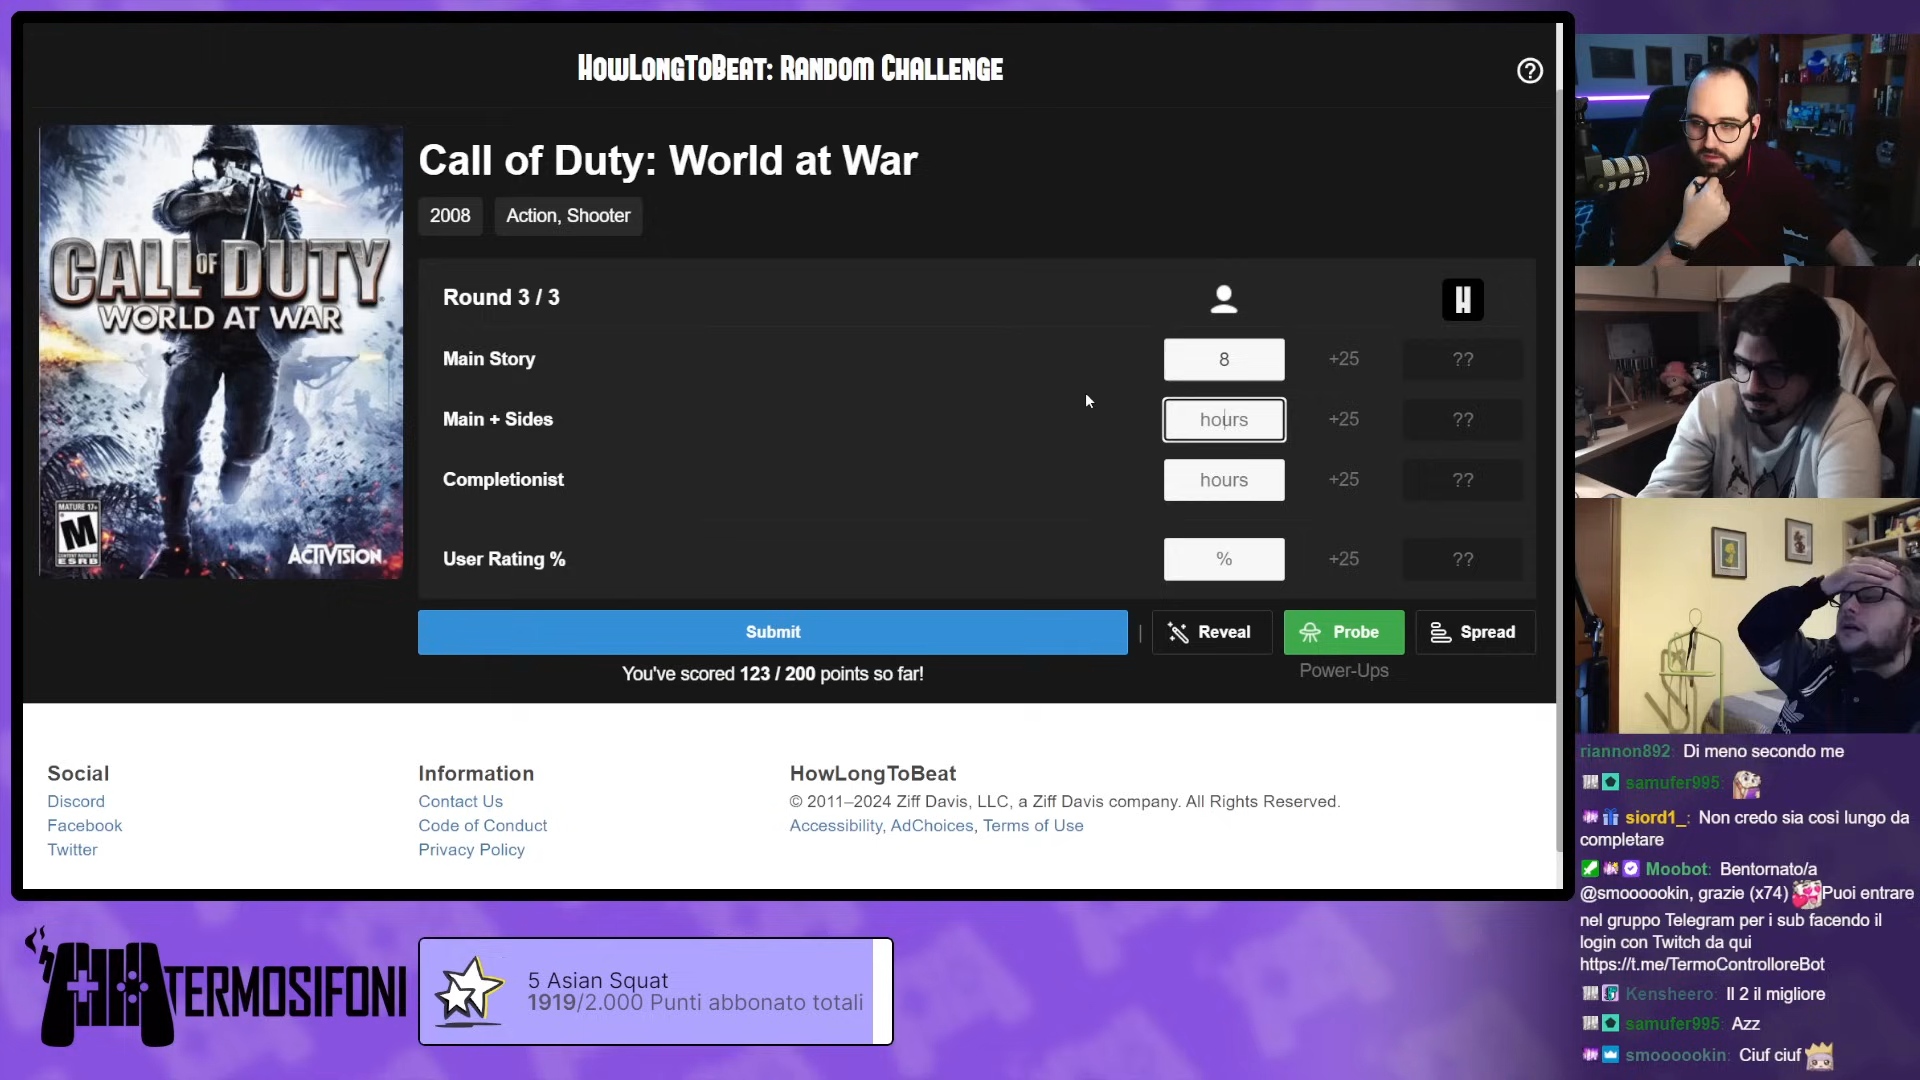 HowLongToBeat: Random Challenge
CALL OF DUTY
WORLD AT WAR
MATURE 17+
M
ESRB
ACTIVISION
Call of Duty: World at War
2008
Action, Shooter
Round 3 / 3
H
Main Story
8
+25
??
Main + Sides
hours
+25
??
Completionist
hours
+25
??
User Rating %
%
+25
??
Submit
|
Reveal
Probe
Spread
You've scored 123 / 200 points so far!
Power-Ups
Social
Discord
Facebook
Twitter
Information
Contact Us
Code of Conduct
Privacy Policy
HowLongToBeat
© 2011–2024 Ziff Davis, LLC, a Ziff Davis company. All Rights Reserved.
Accessibility, AdChoices, Terms of Use
TERMOSIFONI
5 Asian Squat
1919/2.000 Punti abbonato totali
riannon892: Di meno secondo me
samufer995:
siord1_: Non credo sia così lungo da
completare
Moobot: Bentornato/a
@smoooookin, grazie (x74) Puoi entrare
nel gruppo Telegram per i sub facendo il
login con Twitch da qui
https://t.me/TermoControlloreBot
Kensheero: Il 2 il migliore
samufer995: Azz
smoooookin: Ciuf ciuf